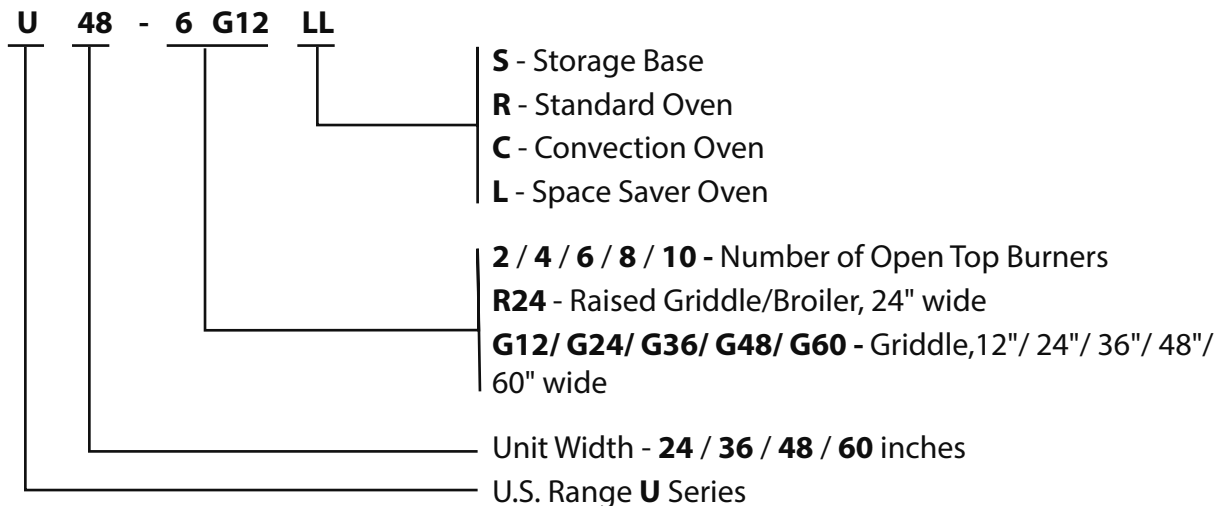 U 48 - 6 G12 LL
S - Storage Base
R - Standard Oven
C - Convection Oven
L - Space Saver Oven
2 / 4 / 6 / 8 / 10 - Number of Open Top Burners
R24 - Raised Griddle/Broiler, 24" wide
G12/ G24/ G36/ G48/ G60 - Griddle,12"/ 24"/ 36"/ 48"/
60" wide
Unit Width - 24 / 36 / 48 / 60 inches
U.S. Range U Series